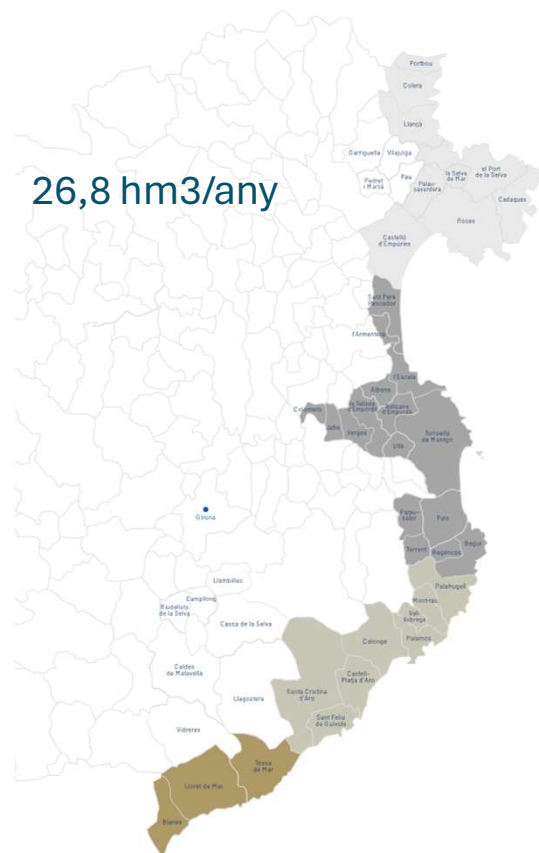 Portbou
Colera
Llançà
Garriguella
Vilajuïga
Pedret
i Marzà
Pau
Palau-
saverdera
la Selva
de Mar
el Port
de la Selva
Cadaqués
Roses
26,8 hm3/any
Castelló
d'Empúries
Sant Pere
Pescador
l'Armentera
l'Escala
Albons
la Tallada
d'Empordà
Bellcaire
d'Empordà
Colomers
Jafre
Verges
Ullà
Torroella
de Montgrí
Girona
Palau-
sator
Pals
Torrent
Regencós
Begur
Palafrugell
Mont-ras
Vall-
llobrega
Palamós
Calonge
Llambilles
Campllong
Riudellots
de la Selva
Cassà de la Selva
Caldes
de Malavella
Llagostera
Castell-
Platja d'Aro
Santa Cristina
d'Aro
Sant Feliu
de Guíxols
Vidreres
Tossa
de Mar
Lloret de Mar
Blanes